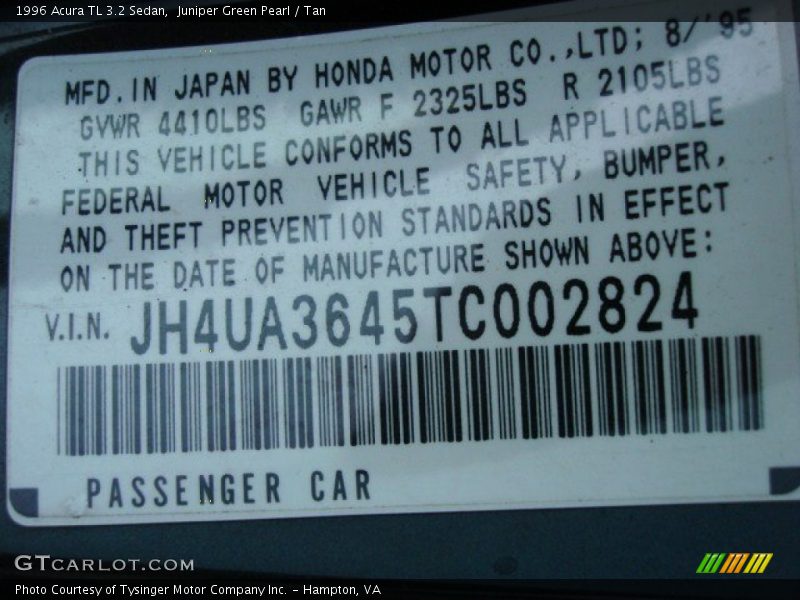 1996 Acura TL 3.2 Sedan,  Juniper Green Pearl / Tan
MFD. IN JAPAN BY HONDA MOTOR CO.,LTD; 8/'95
GVWR 4410LBS GAWR F 2325LBS R 2105LBS
THIS VEHICLE CONFORMS TO ALL APPLICABLE
FEDERAL MOTOR VEHICLE SAFETY, BUMPER,
AND THEFT PREVENTION STANDARDS IN EFFECT
ON THE DATE OF MANUFACTURE SHOWN ABOVE:
V.I.N. JH4UA3645TC002824
PASSENGER CAR
GTCARLOT.COM
Photo Courtesy of Tysinger Motor Company Inc. – Hampton, VA